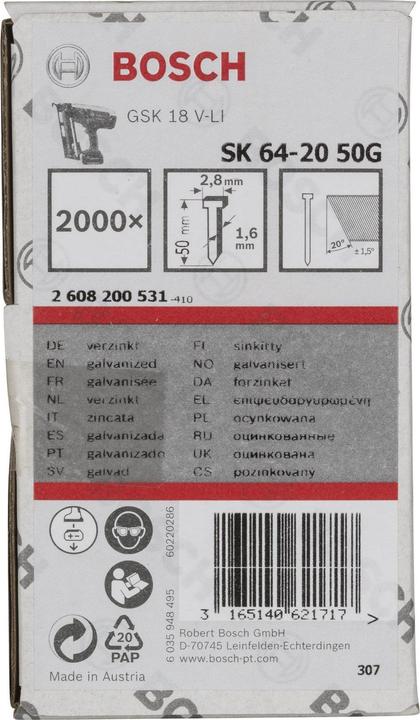 BOSCH
GSK 18 V-LI
SK 64-20 50G
2000×
2,8 mm
50 mm
1,6 mm
20°
± 1,5°
2 608 200 531 -410
DE verzinkt
EN galvanized
FR galvanisée
NL verzinkt
IT zincata
ES galvanizada
PT galvanizado
SV galvad
FI sinkitty
NO galvanisert
DA forzinket
EL επιψευδαργυρωμένη
PL ocynkowana
RU оцинкованные
UK оцинкована
CS pozinkovaný
60220286
6 035 948 495
20
PAP
Made in Austria
3 165140 621717 >
Robert Bosch GmbH
D-70745 Leinfelden-Echterdingen
www.bosch-pt.com
307